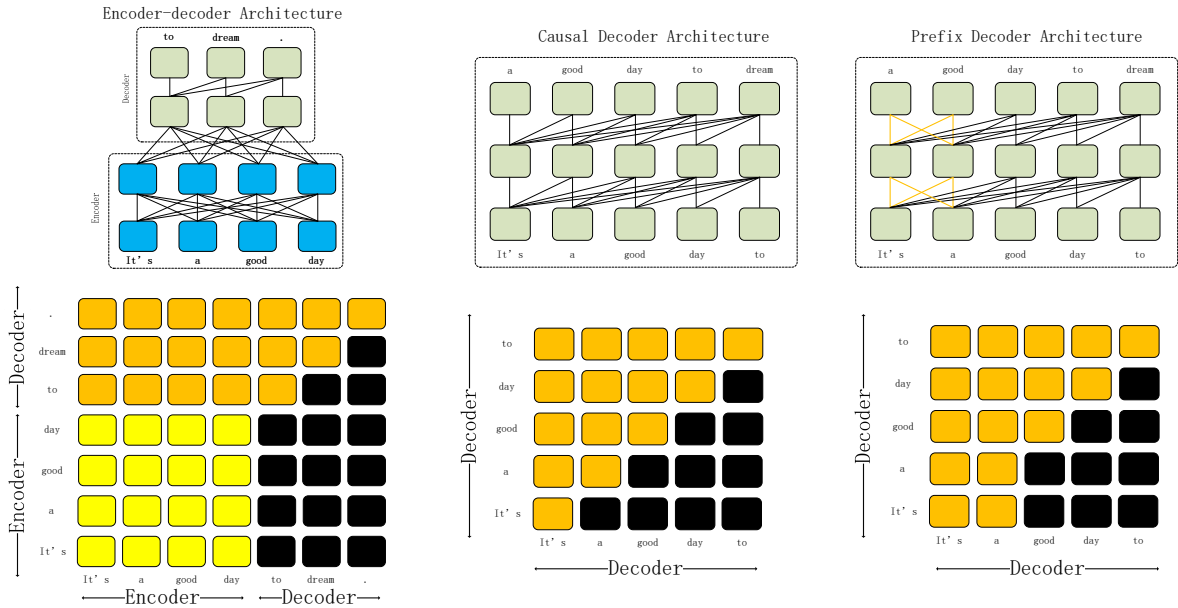 Encoder-decoder Architecture
to dream .
Decoder
Encoder
It's a good day
Causal Decoder Architecture
a good day to dream
It's a good day to
Prefix Decoder Architecture
a good day to dream
It's a good day to
Decoder
Encoder
.
dream
to
day
good
a
It's
It's a good day to dream .
Encoder Decoder
Decoder
to
day
good
a
It's
It's a good day to
Decoder
Decoder
to
day
good
a
It's
It's a good day to
Decoder